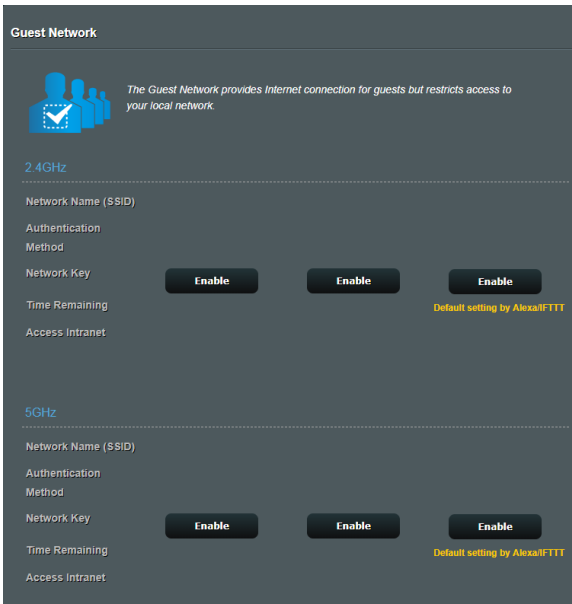 Guest Network
The Guest Network provides Internet connection for guests but restricts access to
your local network.
2.4GHz
Network Name (SSID)
Authentication
Method
Network Key
Enable Enable Enable
Time Remaining
Default setting by Alexa/IFTTT
Access Intranet
5GHz
Network Name (SSID)
Authentication
Method
Network Key
Enable Enable Enable
Time Remaining
Default setting by Alexa/IFTTT
Access Intranet